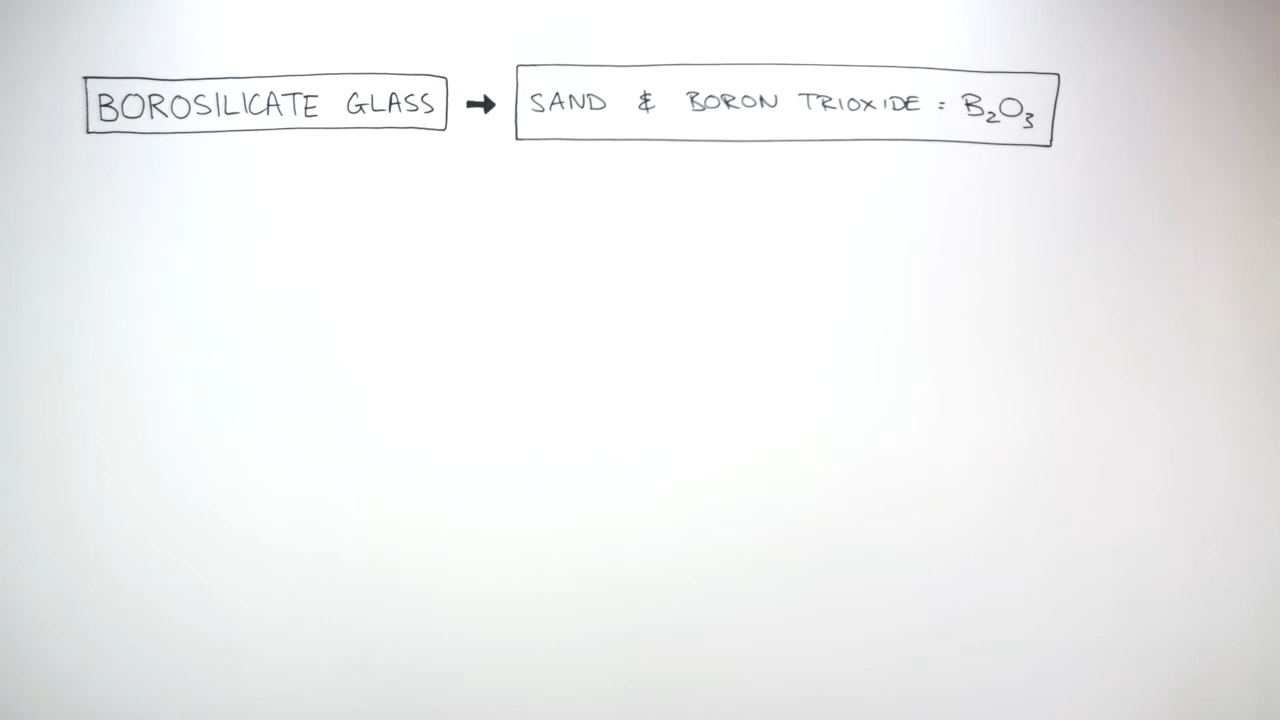 BOROSILICATE GLASS → SAND & BORON TRIOXIDE : B₂O₃